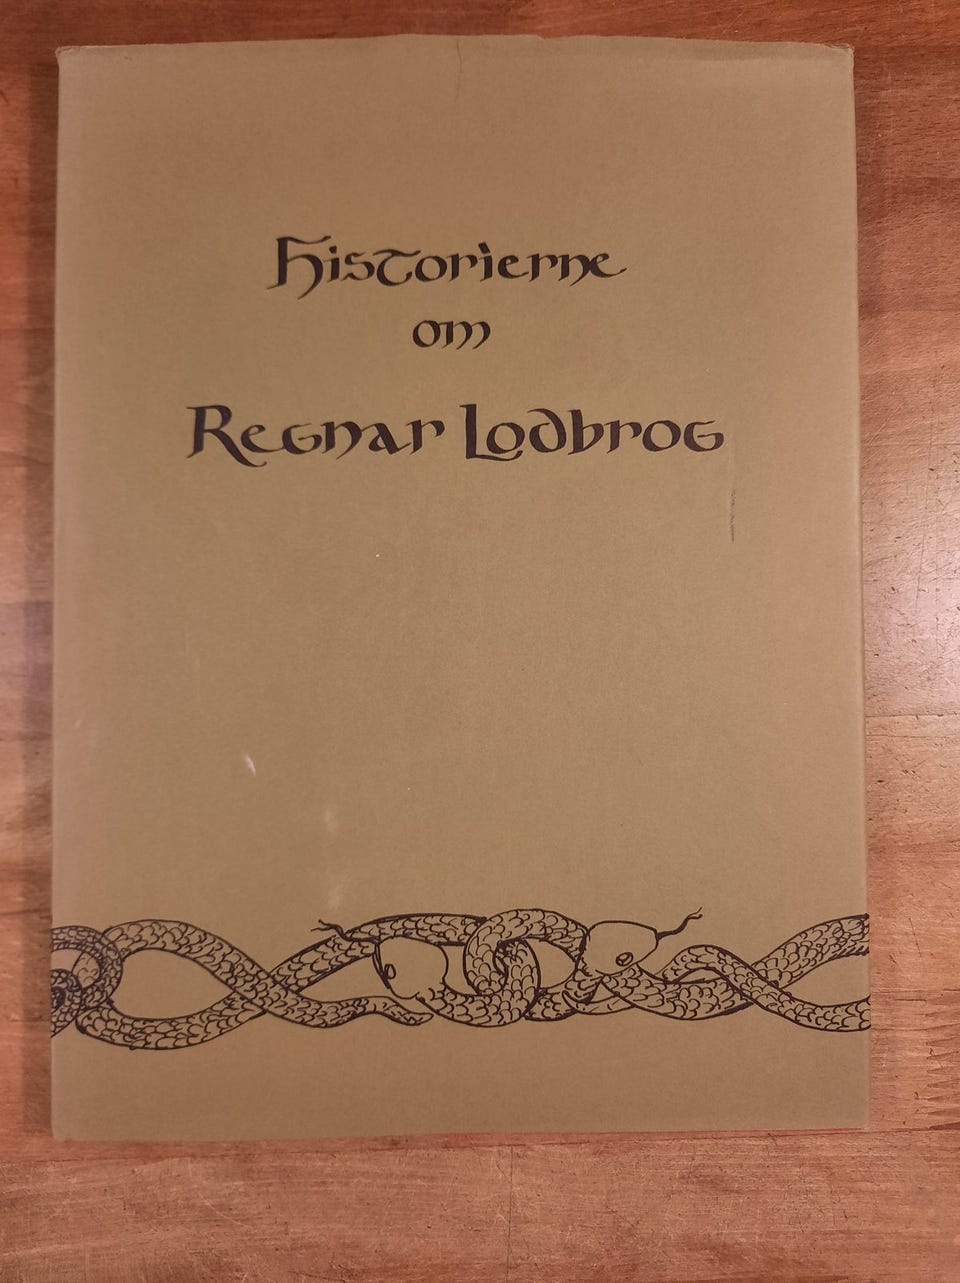 Historierne
om
Regnar Lodbrog